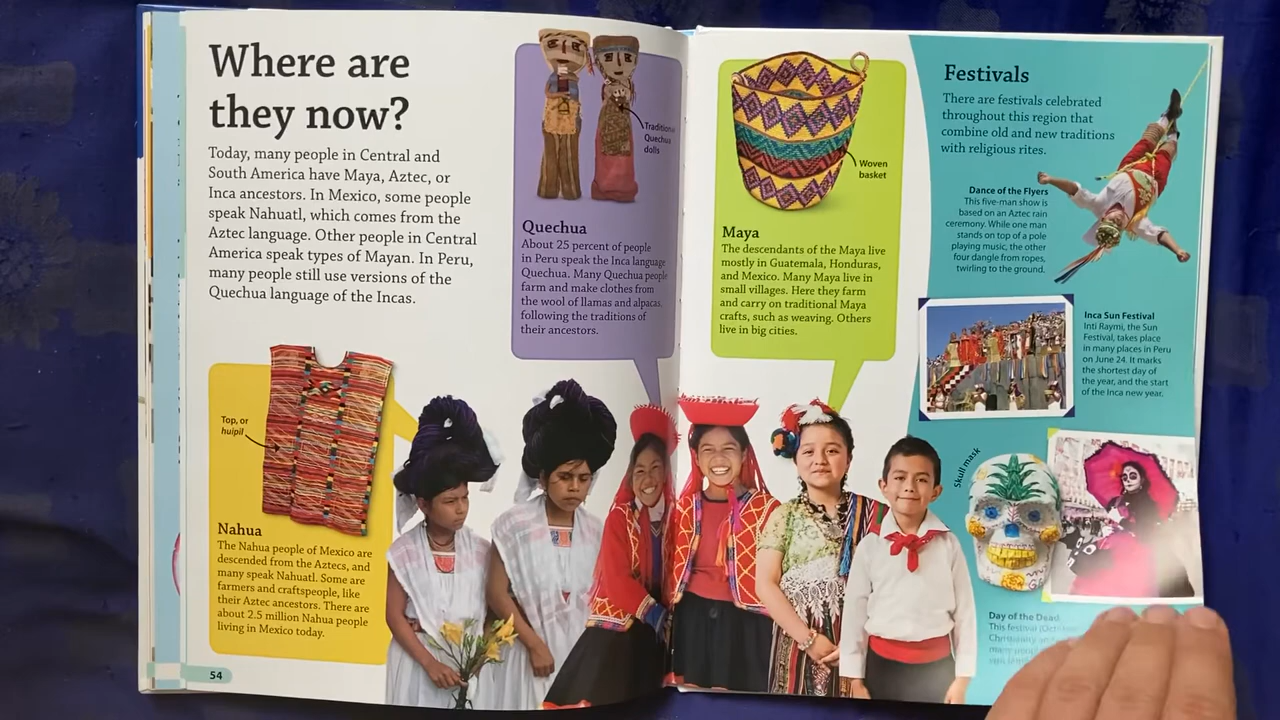 Where are
they now?
Today, many people in Central and
South America have Maya, Aztec, or
Inca ancestors. In Mexico, some people
speak Nahuatl, which comes from the
Aztec language. Other people in Central
America speak types of Mayan. In Peru,
many people still use versions of the
Quechua language of the Incas.
Top, or
huipil
Nahua
The Nahua people of Mexico are
descended from the Aztecs, and
many speak Nahuatl. Some are
farmers and craftspeople, like
their Aztec ancestors. There are
about 2.5 million Nahua people
living in Mexico today.
54
Traditional
Quechua
dolls
Quechua
About 25 percent of people
in Peru speak the Inca language
Quechua. Many Quechua people
farm and make clothes from
the wool of llamas and alpacas,
following the traditions of
their ancestors.
Woven
basket
Maya
The descendants of the Maya live
mostly in Guatemala, Honduras,
and Mexico. Many Maya live in
small villages. Here they farm
and carry on traditional Maya
crafts, such as weaving. Others
live in big cities.
Festivals
There are festivals celebrated
throughout this region that
combine old and new traditions
with religious rites.
Dance of the Flyers
This five-man show is
based on an Aztec rain
ceremony. While one man
stands on top of a pole
playing music, the other
four dangle from ropes,
twirling to the ground.
Inca Sun Festival
Inti Raymi, the Sun
Festival, takes place
in many places in Peru
on June 24. It marks
the shortest day of
the year, and the start
of the Inca new year.
Skull mask
Day of the Dead
This festival
Christianity
many